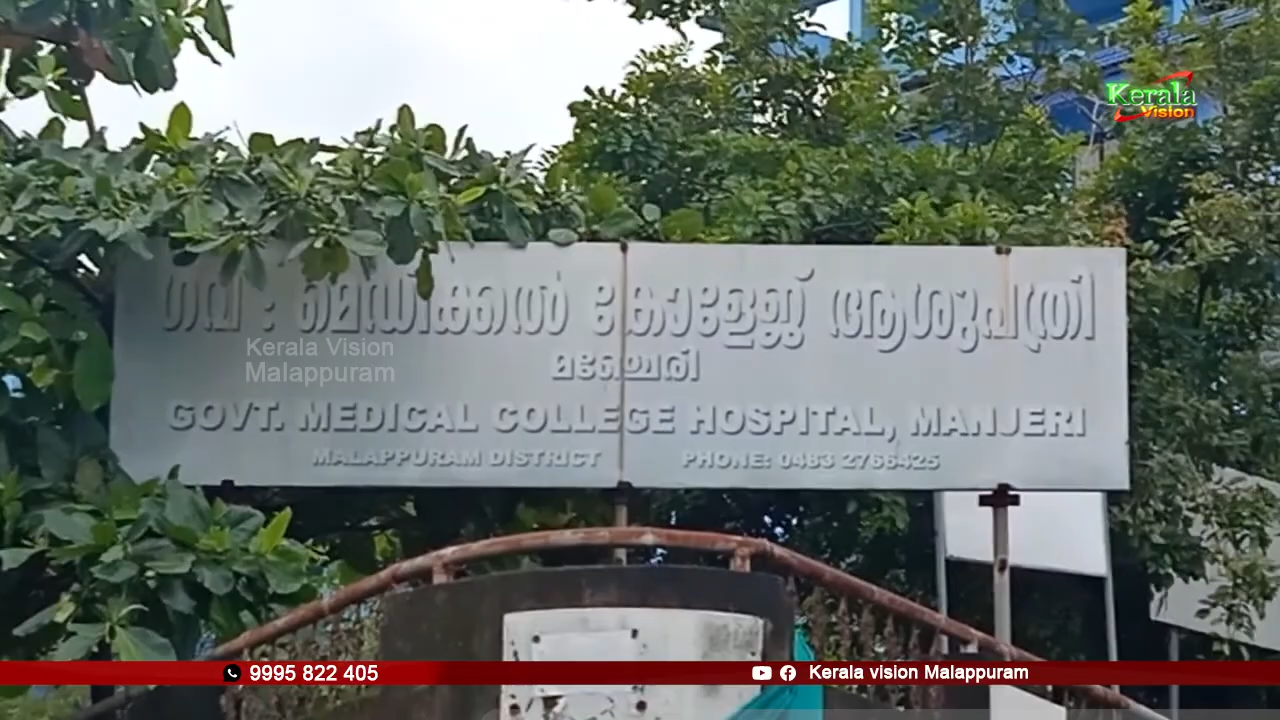 Kerala
Vision
ഗവ : മെഡിക്കൽ കോളേജ് ആശുപത്രി
Kerala Vision
Malappuram
മഞ്ചേരി
GOVT. MEDICAL COLLEGE HOSPITAL, MANJERI
MALAPPURAM DISTRICT PHONE: 0483 2766425
9995 822 405 Kerala vision Malappuram